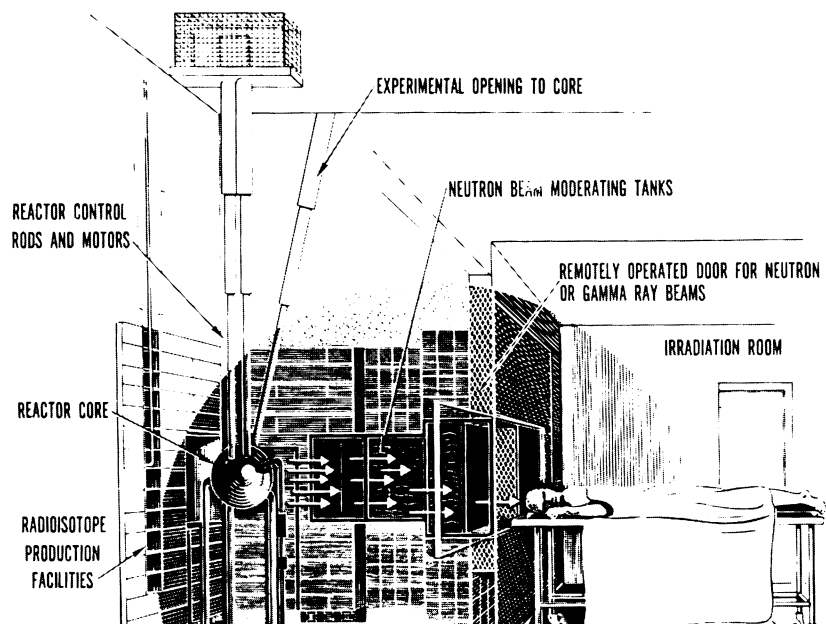 EXPERIMENTAL OPENING TO CORE
NEUTRON BEAM MODERATING TANKS
REACTOR CONTROL
RODS AND MOTORS
REMOTELY OPERATED DOOR FOR NEUTRON
OR GAMMA RAY BEAMS
IRRADIATION ROOM
REACTOR CORE
RADIOISOTOPE
PRODUCTION
FACILITIES